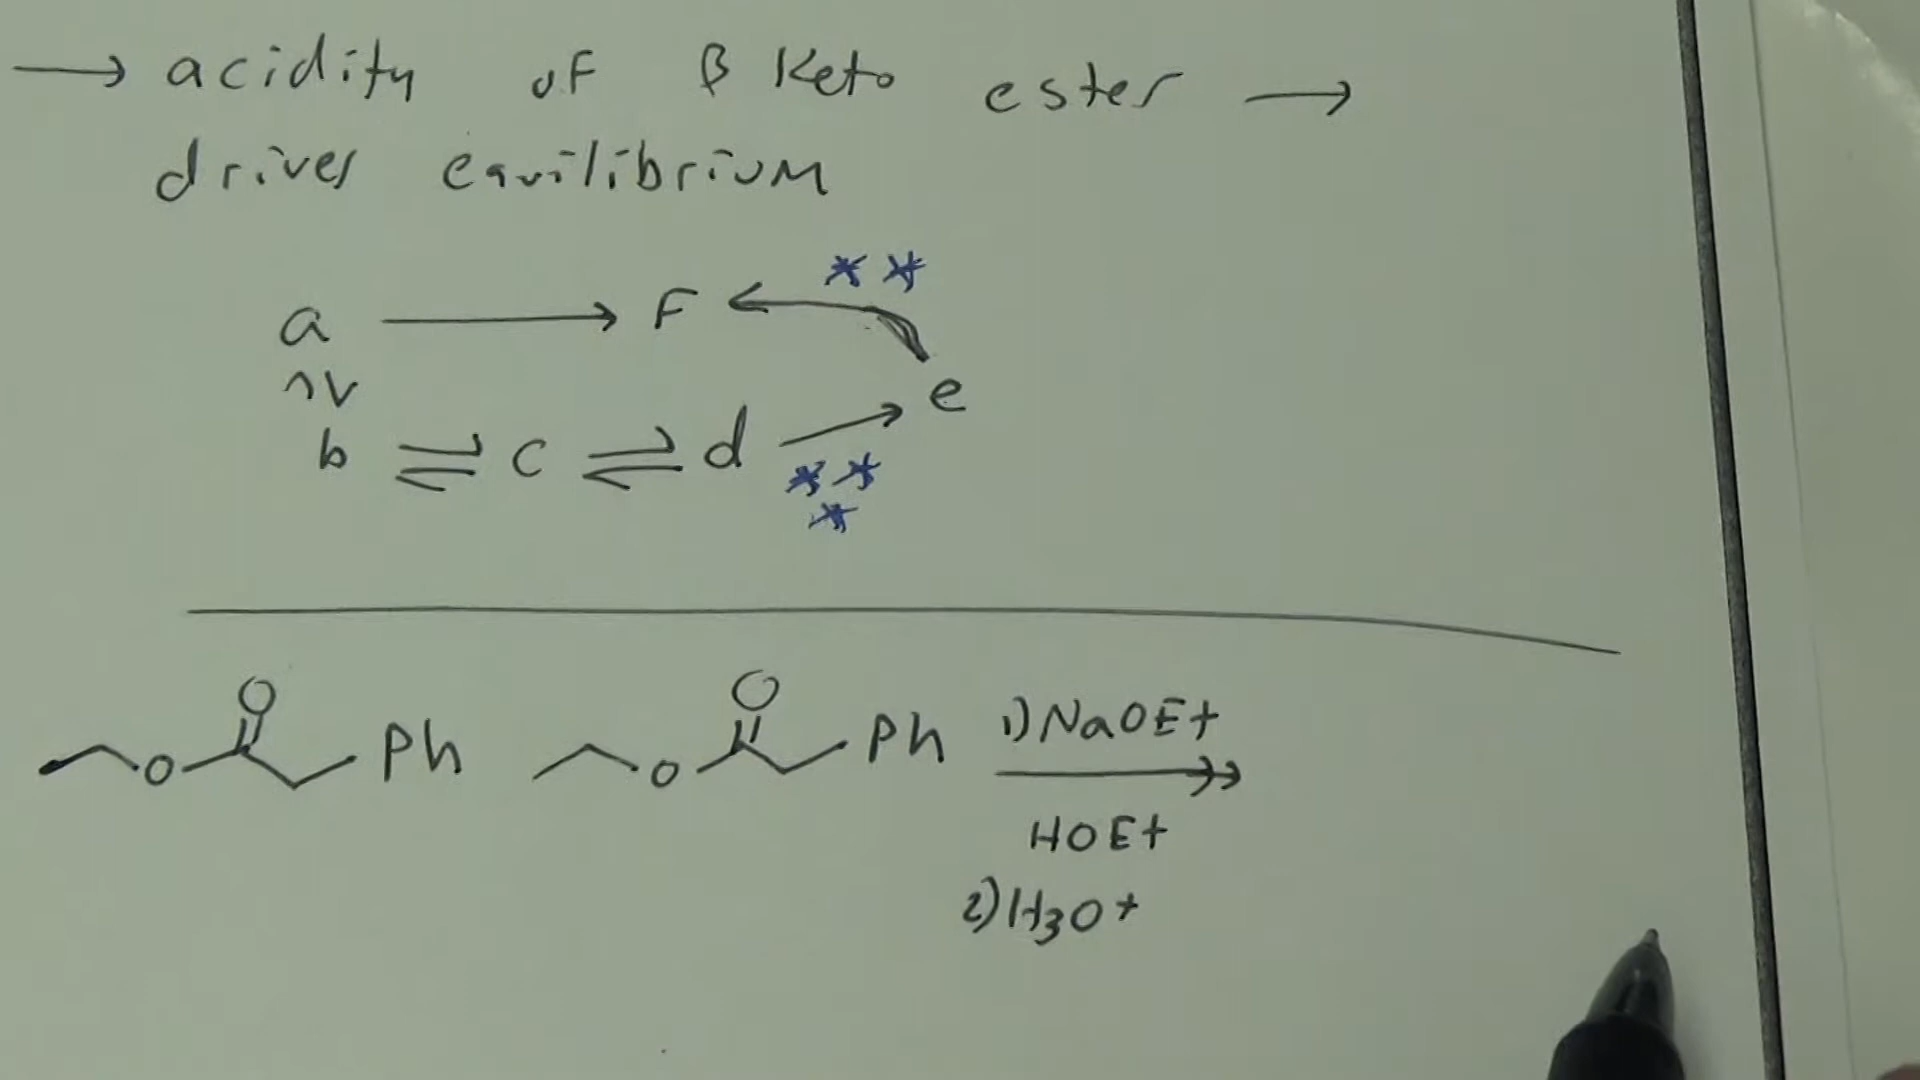 → acidity of β Keto ester →
drives equilibrium
a → F ← **
∿
b ⇌ c ⇌ d → e
**
*
O O
O Ph O Ph 1) NaOEt
HOEt
2) H3O+